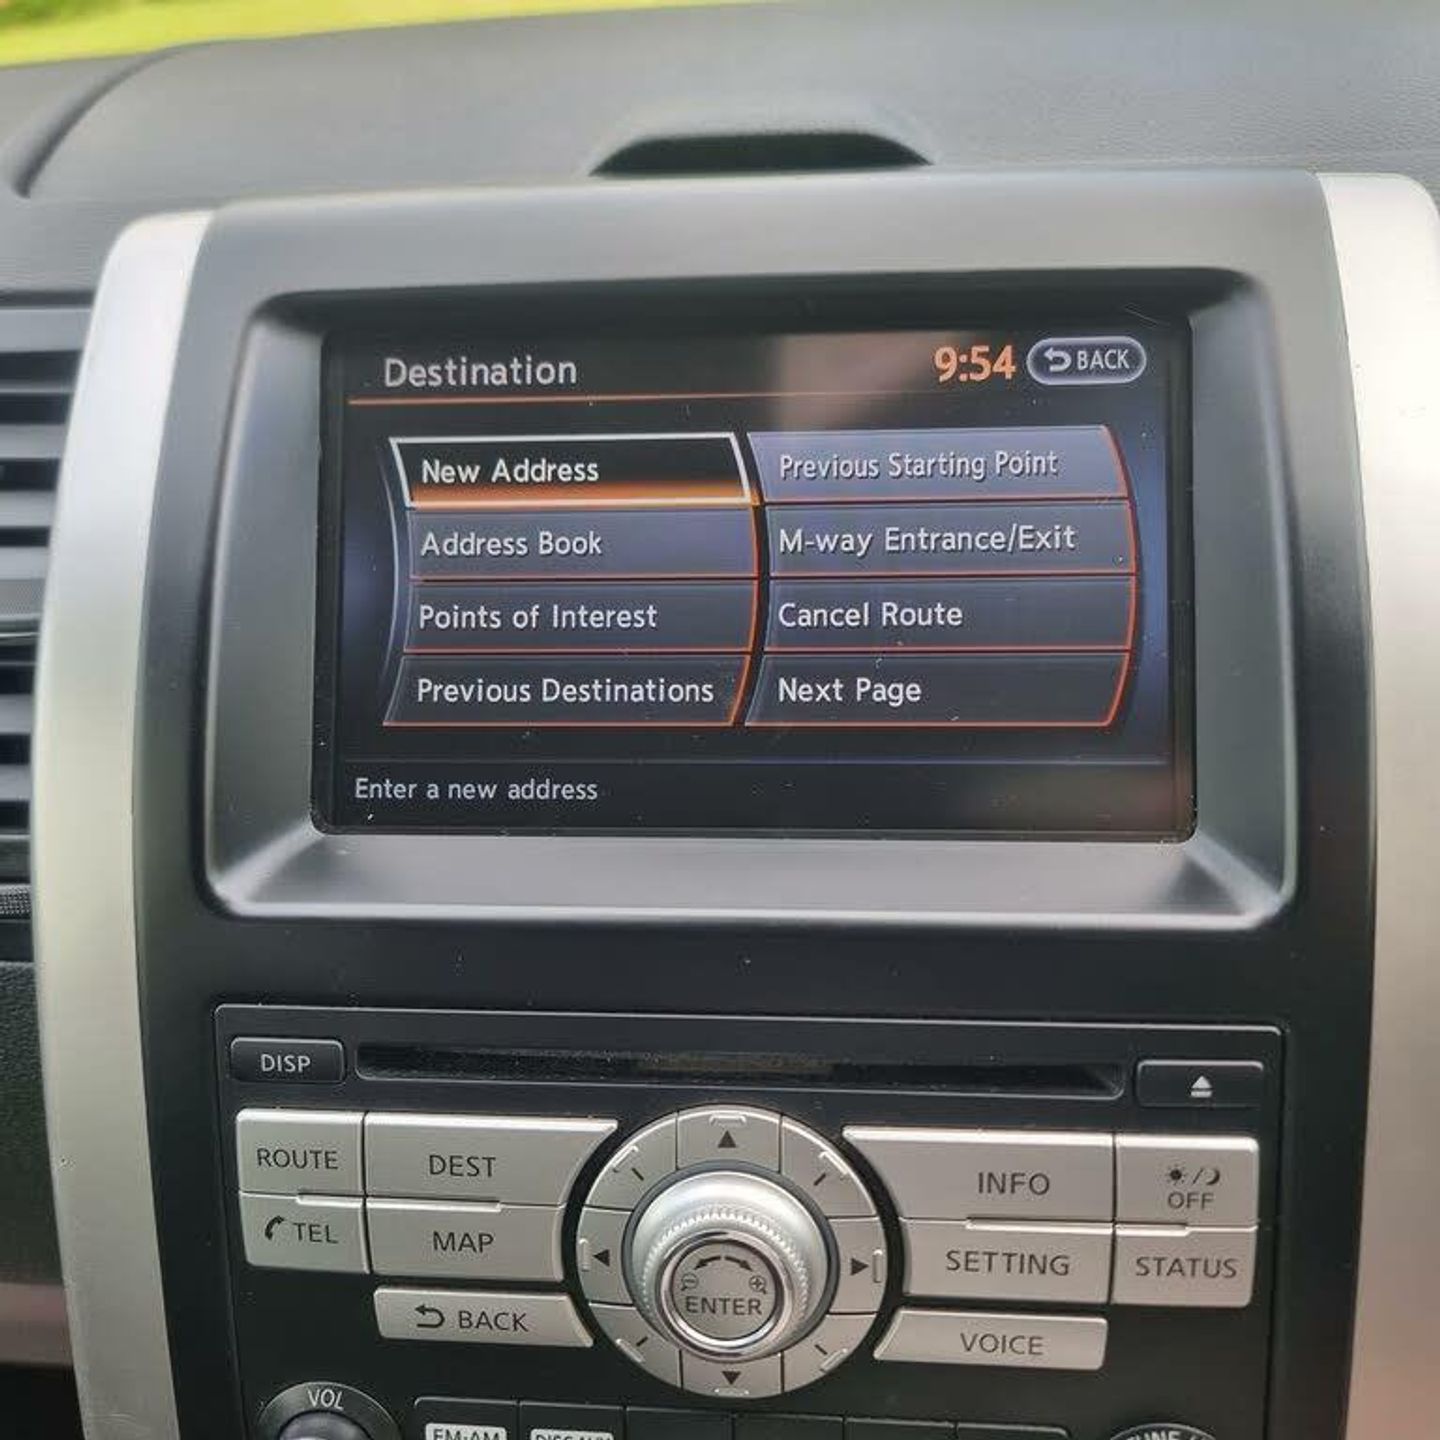 Destination
9:54
BACK
New Address
Previous Starting Point
Address Book
M-way Entrance/Exit
Points of Interest
Cancel Route
Previous Destinations
Next Page
Enter a new address
DISP
ROUTE
DEST
INFO
OFF
TEL
MAP
SETTING
STATUS
ENTER
BACK
VOICE
VOL
FM·AM